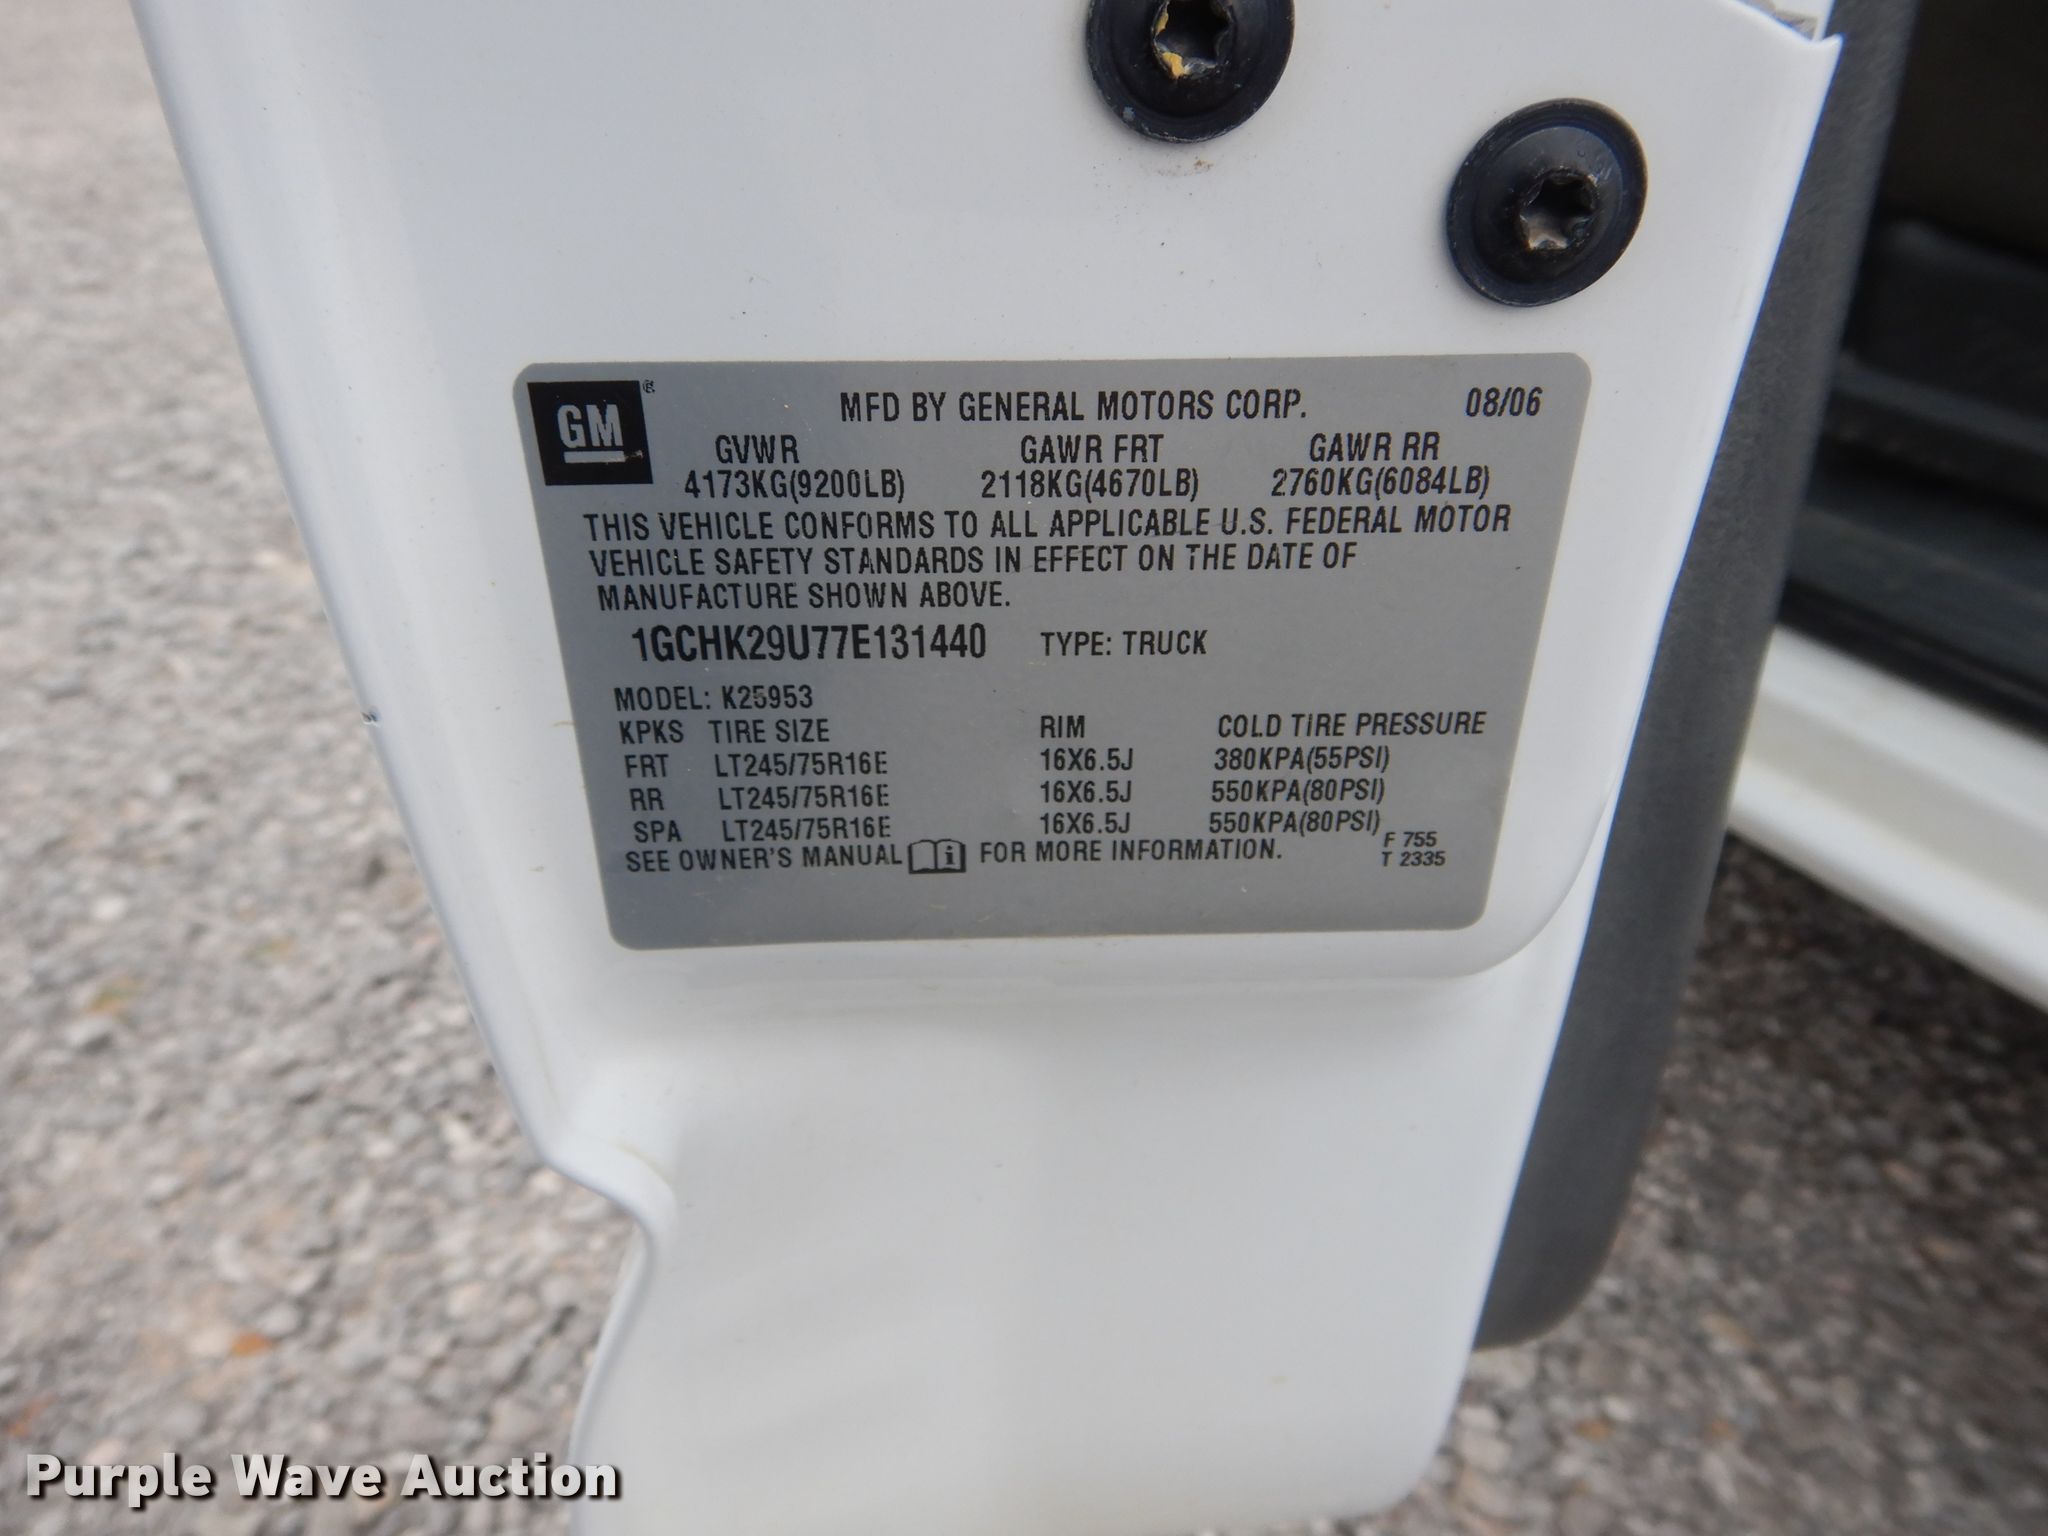 GM®
MFD BY GENERAL MOTORS CORP. 08/06
GVWR GAWR FRT GAWR RR
4173KG(9200LB) 2118KG(4670LB) 2760KG(6084LB)
THIS VEHICLE CONFORMS TO ALL APPLICABLE U.S. FEDERAL MOTOR
VEHICLE SAFETY STANDARDS IN EFFECT ON THE DATE OF
MANUFACTURE SHOWN ABOVE.
1GCHK29U77E131440 TYPE: TRUCK
MODEL: K25953
KPKS TIRE SIZE RIM COLD TIRE PRESSURE
FRT LT245/75R16E 16X6.5J 380KPA(55PSI)
RR LT245/75R16E 16X6.5J 550KPA(80PSI)
SPA LT245/75R16E 16X6.5J 550KPA(80PSI)
SEE OWNER'S MANUAL i FOR MORE INFORMATION.
F 755
T 2335
Purple Wave Auction